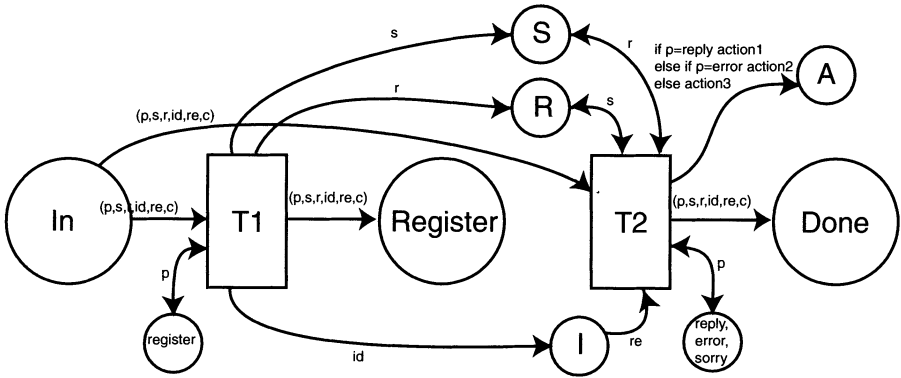 s
S
r
if p=reply action1
else if p=error action2
else action3
A
r
R
s
(p,s,r,id,re,c)
In
(p,s,r,id,re,c)
T1
(p,s,r,id,re,c)
Register
T2
(p,s,r,id,re,c)
Done
p
register
id
I
re
p
reply,
error,
sorry